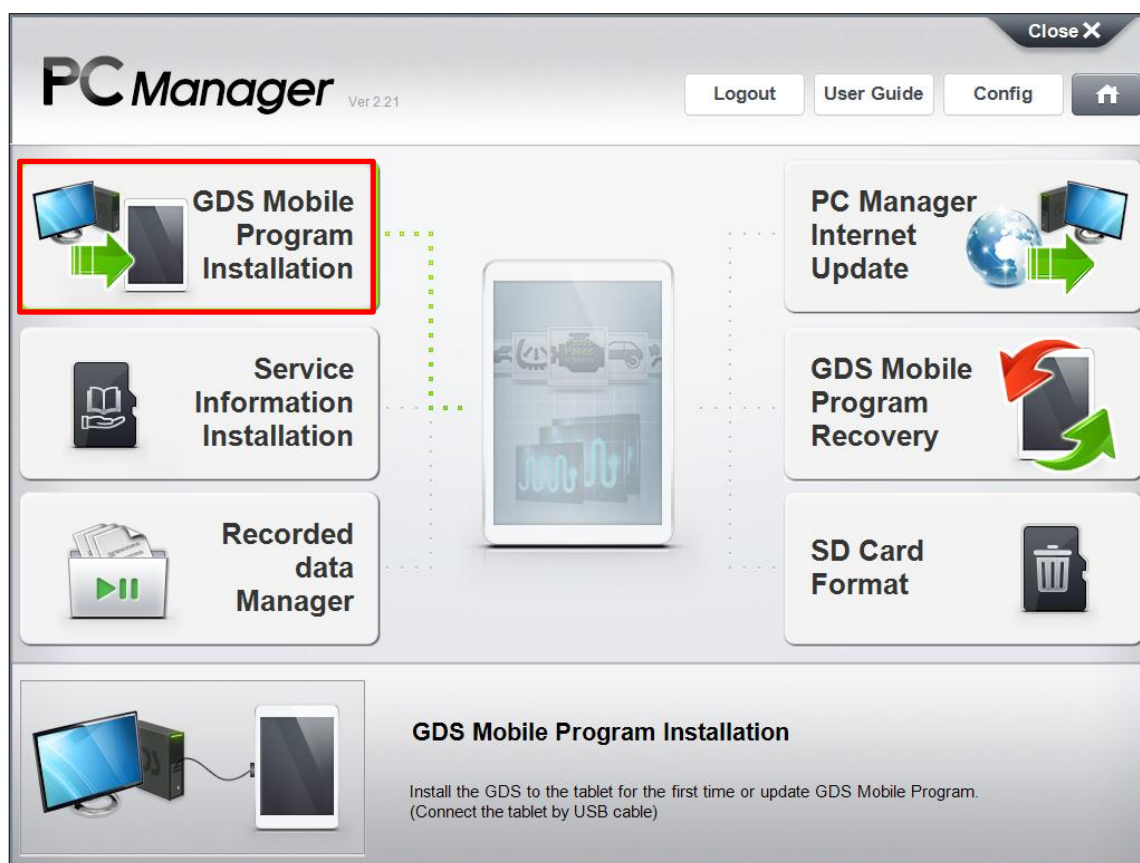 Close X
PC Manager Ver 2.21
Logout User Guide Config
GDS Mobile
Program
Installation
PC Manager
Internet
Update
Service
Information
Installation
GDS Mobile
Program
Recovery
Recorded
data
Manager
SD Card
Format
GDS Mobile Program Installation
Install the GDS to the tablet for the first time or update GDS Mobile Program.
(Connect the tablet by USB cable)